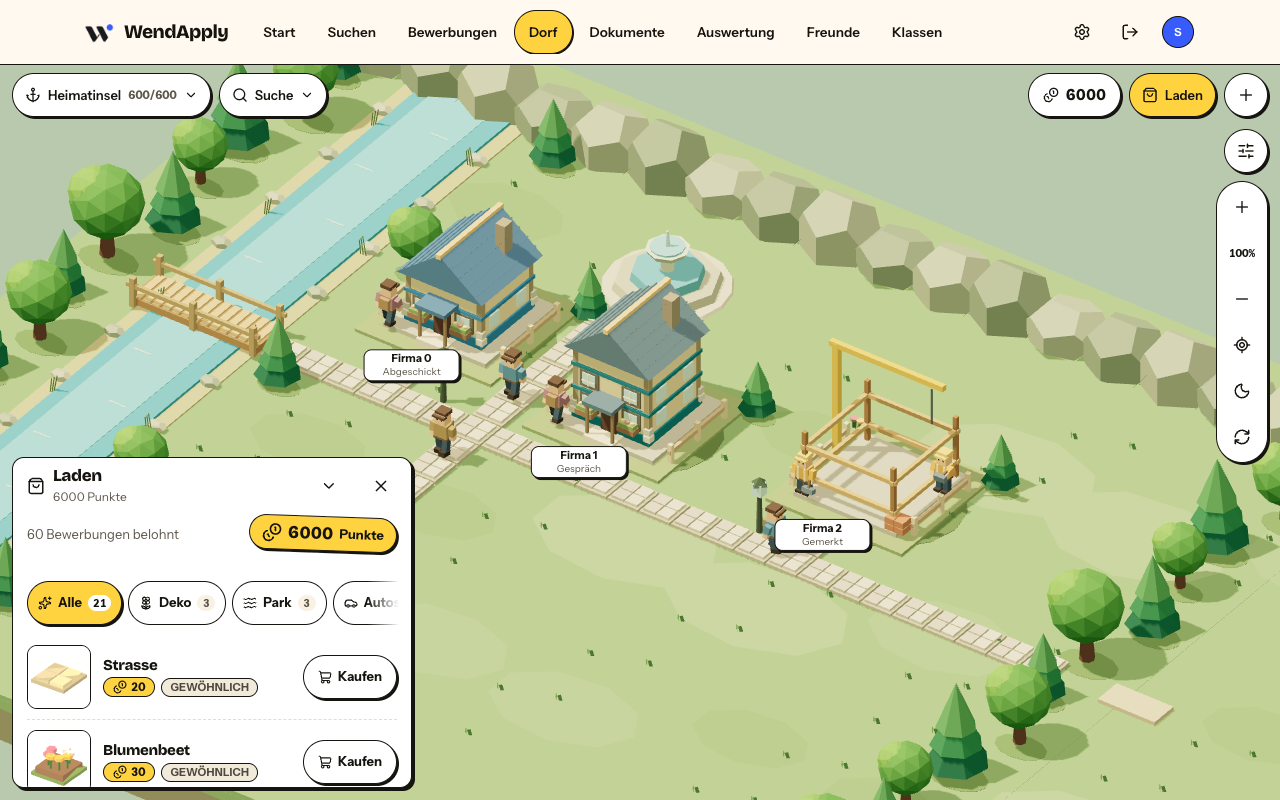 WendApply
Start
Suchen
Bewerbungen
Dorf
Dokumente
Auswertung
Freunde
Klassen
S
Heimatinsel 600/600
Suche
6000
Laden
100%
Firma 0
Abgeschickt
Firma 1
Gespräch
Firma 2
Gemerkt
Laden
6000 Punkte
60 Bewerbungen belohnt
6000 Punkte
Alle 21
Deko 3
Park 3
Autos
Strasse
20 GEWÖHNLICH
Kaufen
Blumenbeet
30 GEWÖHNLICH
Kaufen